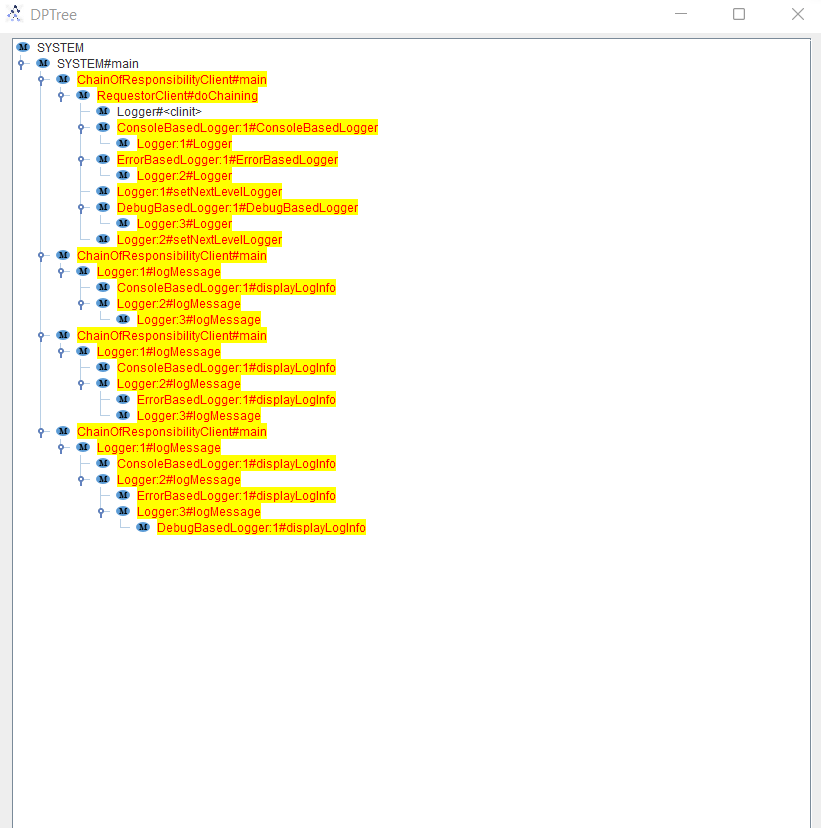 DPTree
SYSTEM
SYSTEM#main
ChainOfResponsibilityClient#main
RequestorClient#doChaining
Logger#<clinit>
ConsoleBasedLogger:1#ConsoleBasedLogger
Logger:1#Logger
ErrorBasedLogger:1#ErrorBasedLogger
Logger:2#Logger
Logger:1#setNextLevelLogger
DebugBasedLogger:1#DebugBasedLogger
Logger:3#Logger
Logger:2#setNextLevelLogger
ChainOfResponsibilityClient#main
Logger:1#logMessage
ConsoleBasedLogger:1#displayLogInfo
Logger:2#logMessage
Logger:3#logMessage
ChainOfResponsibilityClient#main
Logger:1#logMessage
ConsoleBasedLogger:1#displayLogInfo
Logger:2#logMessage
ErrorBasedLogger:1#displayLogInfo
Logger:3#logMessage
ChainOfResponsibilityClient#main
Logger:1#logMessage
ConsoleBasedLogger:1#displayLogInfo
Logger:2#logMessage
ErrorBasedLogger:1#displayLogInfo
Logger:3#logMessage
DebugBasedLogger:1#displayLogInfo